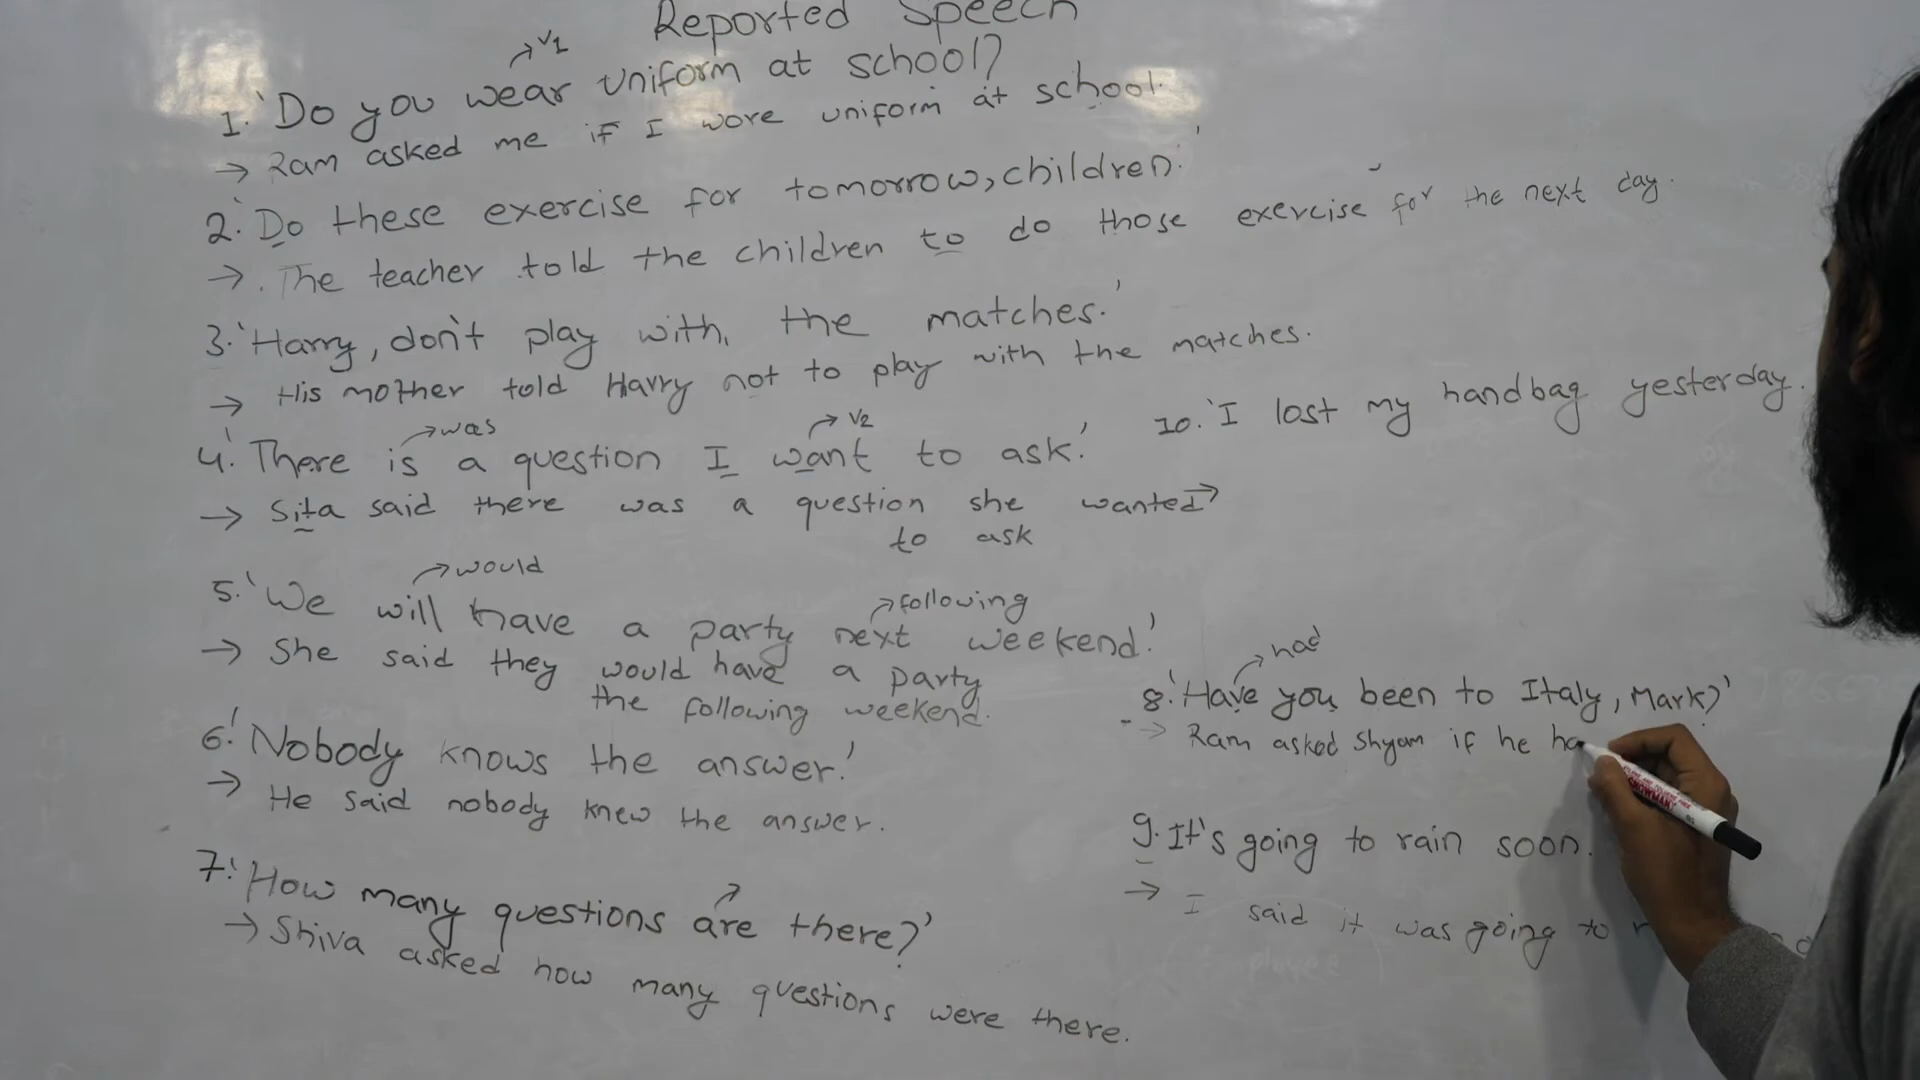 Reported Speech
→V1
1. 'Do you wear uniform at school?
→ Ram asked me if I wore uniform at school.
2. 'Do these exercise for tomorrow, children.'
→ . The teacher told the children to do those exercise for the next day.
3. 'Harry, don't play with, the matches.'
→ His mother told Harry not to play with the matches.
→was
→V2
4. 'There is a question I want to ask.'
→ Sita said there was a question she wanted→
to ask
→would
→following
5. 'We will have a party next weekend.'
→ She said they would have a party
the following weekend.
6. 'Nobody knows the answer.'
→ He said nobody knew the answer.
7. 'How many questions are there?'
→ Shiva asked how many questions were there.
10. 'I lost my handbag yesterday.
→had
8. 'Have you been to Italy, Mark?'
→ Ram asked Shyam if he ha
9. It's going to rain soon.
→ I said it was going to
SNOWMAN